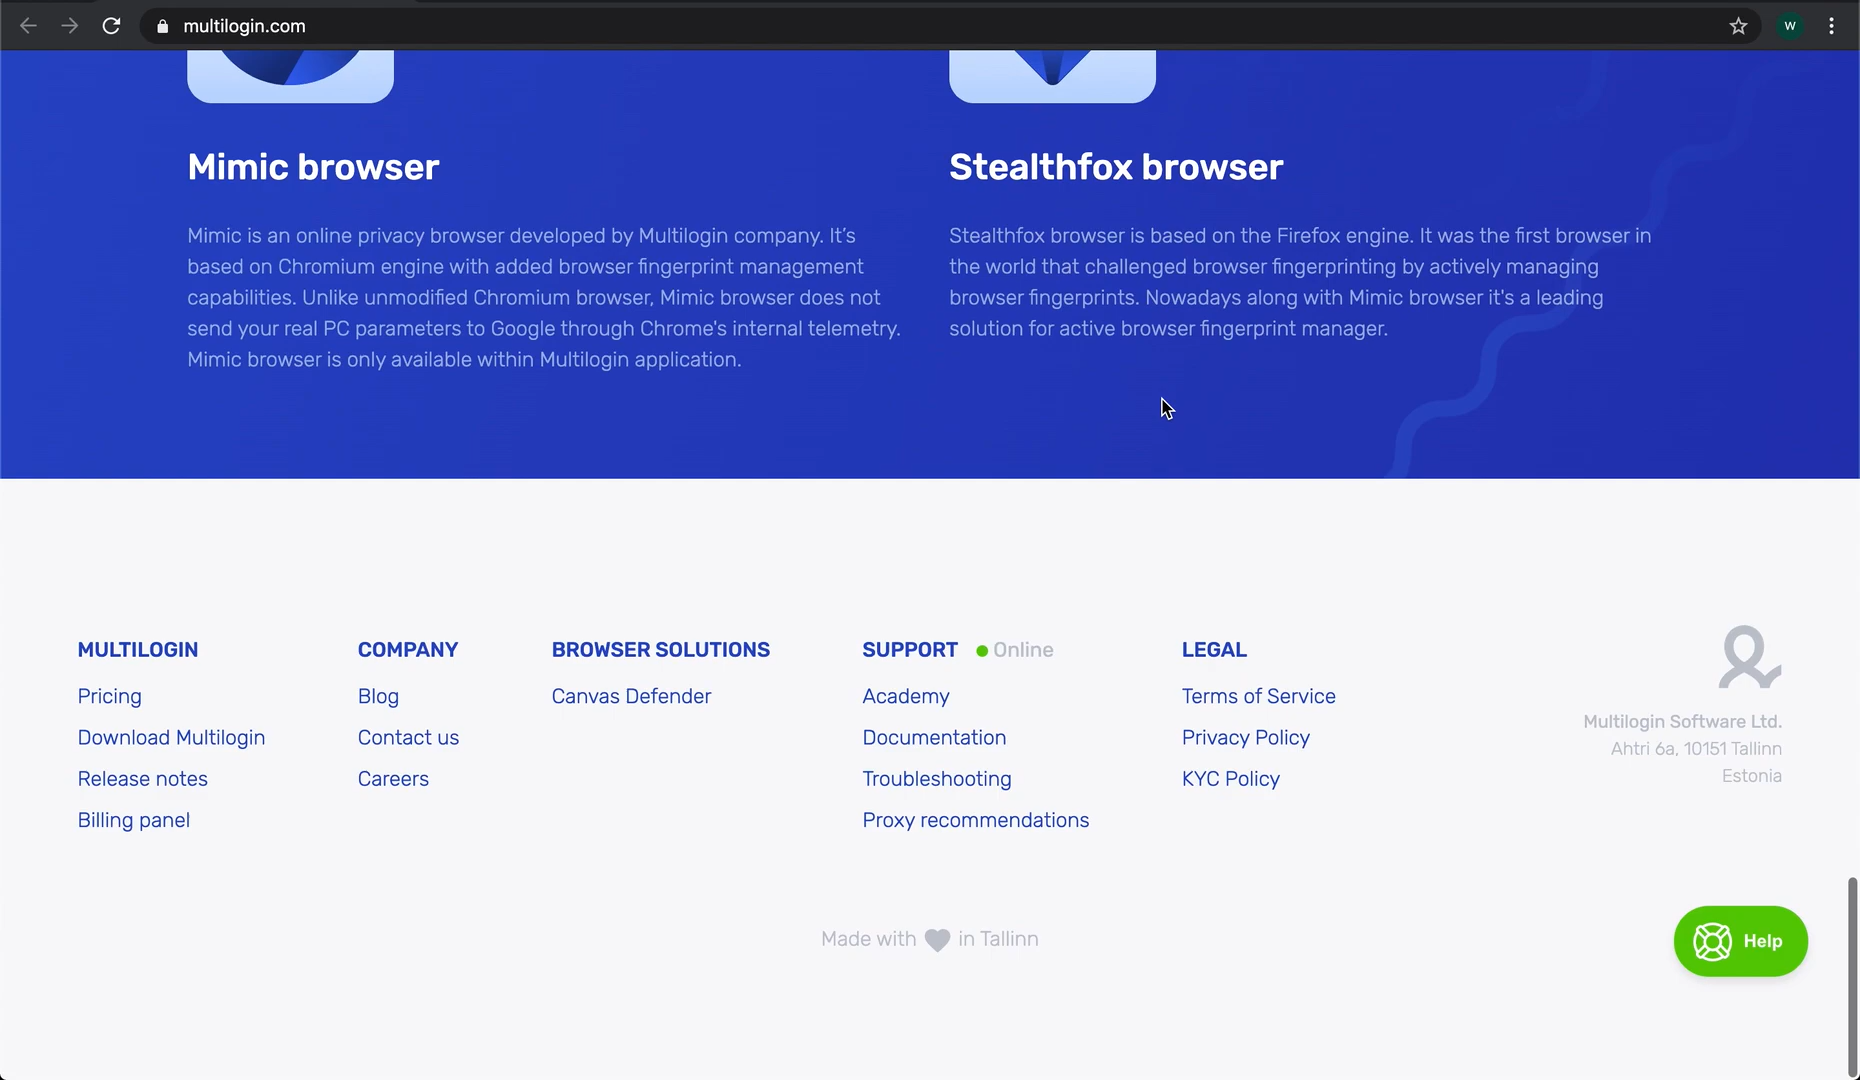 multilogin.com
W
Mimic browser
Mimic is an online privacy browser developed by Multilogin company. It’s
based on Chromium engine with added browser fingerprint management
capabilities. Unlike unmodified Chromium browser, Mimic browser does not
send your real PC parameters to Google through Chrome's internal telemetry.
Mimic browser is only available within Multilogin application.
Stealthfox browser
Stealthfox browser is based on the Firefox engine. It was the first browser in
the world that challenged browser fingerprinting by actively managing
browser fingerprints. Nowadays along with Mimic browser it's a leading
solution for active browser fingerprint manager.
MULTILOGIN
Pricing
Download Multilogin
Release notes
Billing panel
COMPANY
Blog
Contact us
Careers
BROWSER SOLUTIONS
Canvas Defender
SUPPORT Online
Academy
Documentation
Troubleshooting
Proxy recommendations
LEGAL
Terms of Service
Privacy Policy
KYC Policy
Multilogin Software Ltd.
Ahtri 6a, 10151 Tallinn
Estonia
Made with in Tallinn
Help